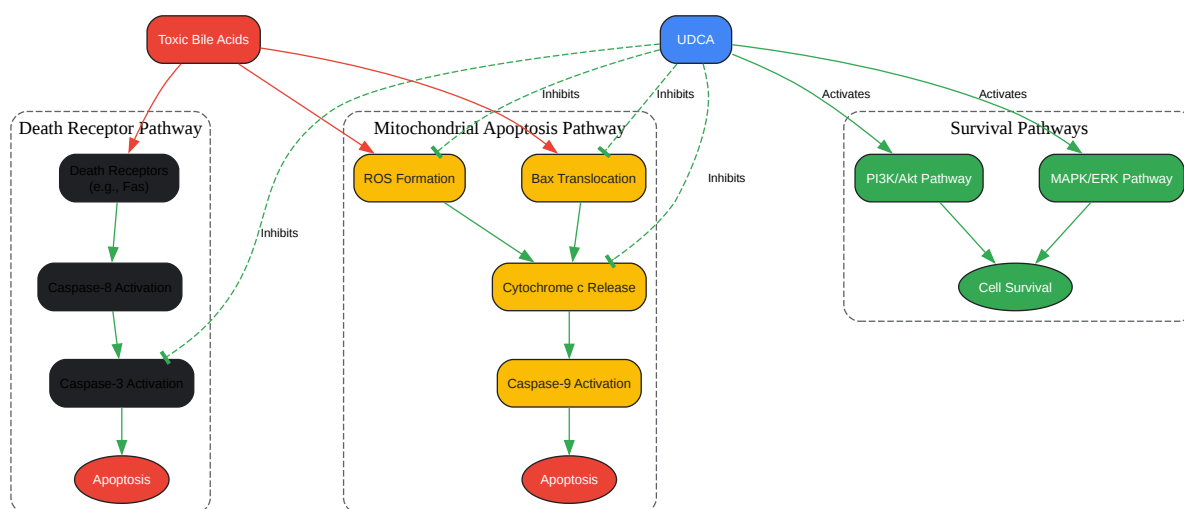 Toxic Bile Acids
UDCA
Inhibits
Inhibits
Activates
Activates
Death Receptor Pathway
Mitochondrial Apoptosis Pathway
Survival Pathways
Death Receptors
(e.g., Fas)
ROS Formation
Bax Translocation
Inhibits
PI3K/Akt Pathway
MAPK/ERK Pathway
Inhibits
Caspase-8 Activation
Cytochrome c Release
Cell Survival
Caspase-3 Activation
Caspase-9 Activation
Apoptosis
Apoptosis